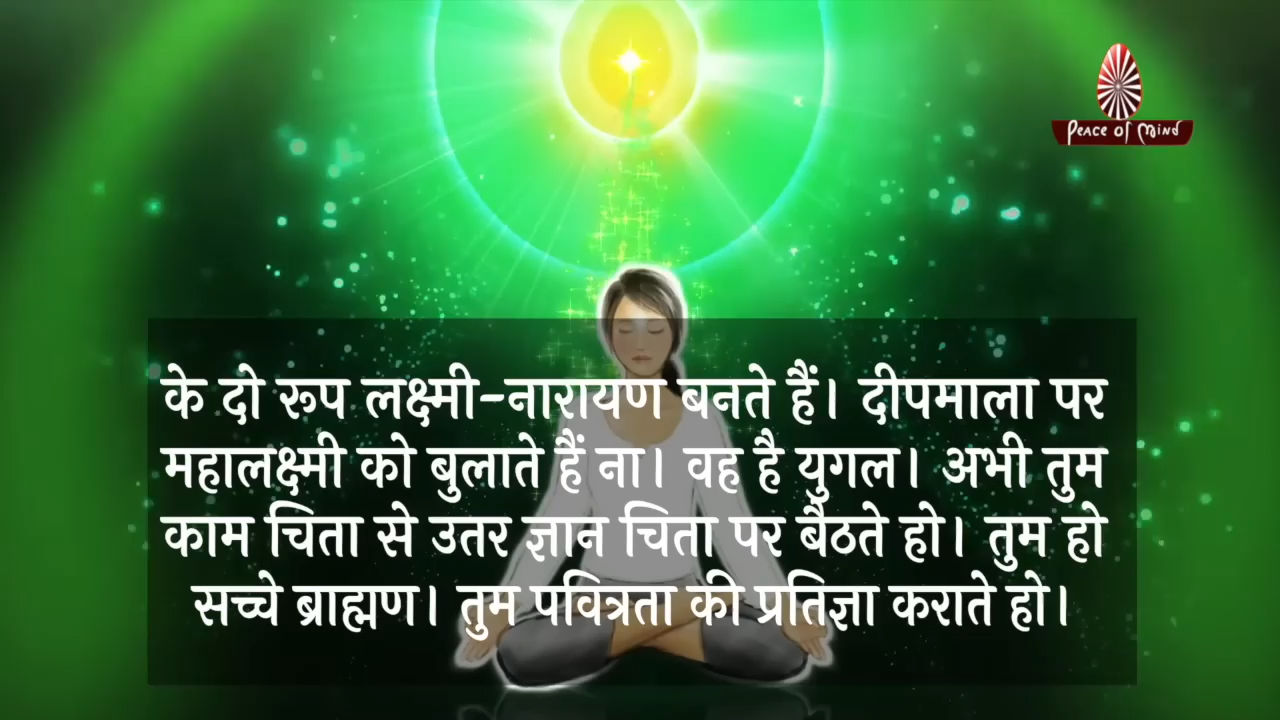 Peace of Mind
के दो रूप लक्ष्मी-नारायण बनते हैं। दीपमाला पर
महालक्ष्मी को बुलाते हैं ना। वह है युगल। अभी तुम
काम चिता से उतर ज्ञान चिता पर बैठते हो। तुम हो
सच्चे ब्राह्मण। तुम पवित्रता की प्रतिज्ञा कराते हो।